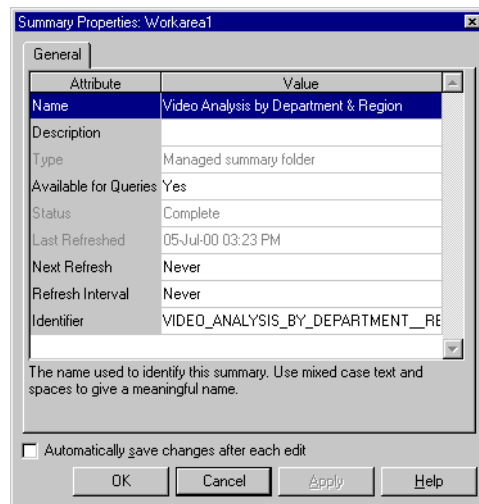 Summary Properties: Workarea1
General
Attribute Value
Name Video Analysis by Department & Region
Description
Type Managed summary folder
Available for Queries Yes
Status Complete
Last Refreshed 05-Jul-00 03:23 PM
Next Refresh Never
Refresh Interval Never
Identifier VIDEO_ANALYSIS_BY_DEPARTMENT__RE
The name used to identify this summary. Use mixed case text and
spaces to give a meaningful name.
Automatically save changes after each edit
OK Cancel Apply Help